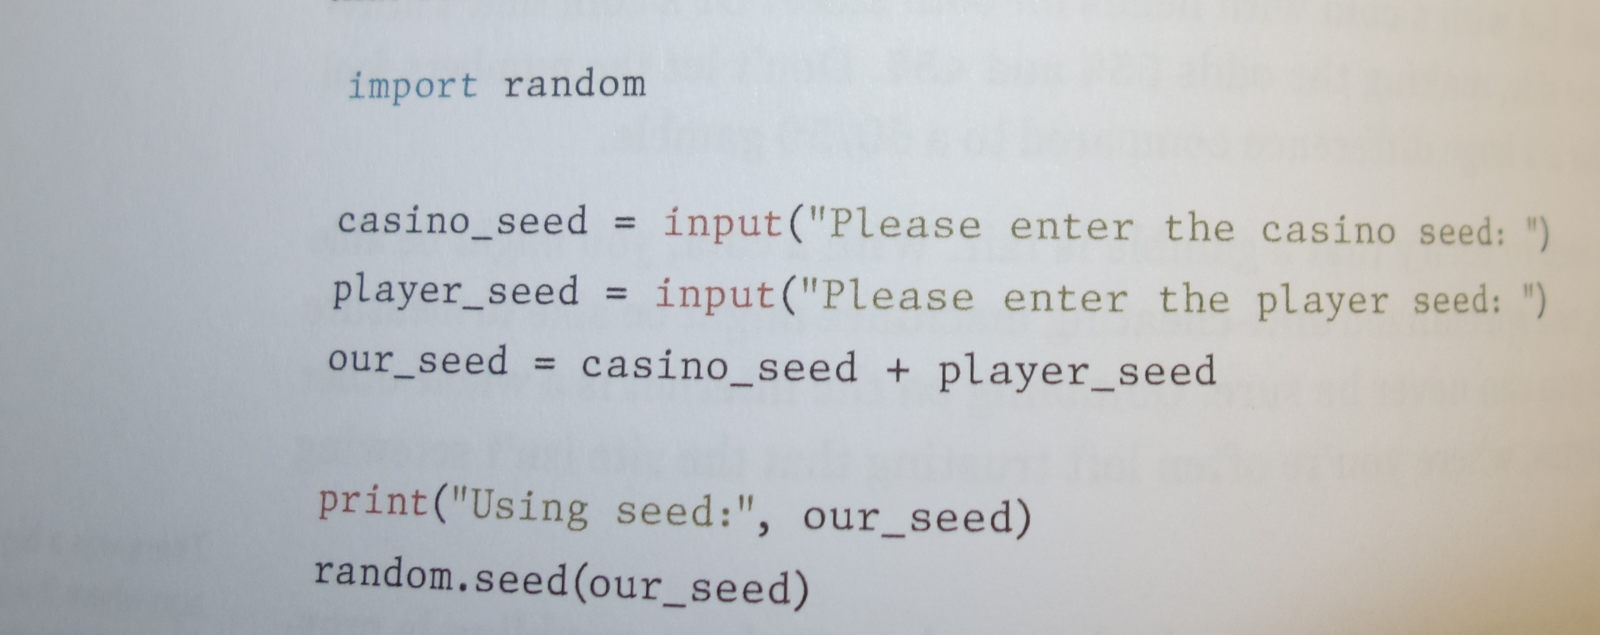 import random
casino_seed = input("Please enter the casino seed: ")
player_seed = input("Please enter the player seed: ")
our_seed = casino_seed + player_seed
print("Using seed:", our_seed)
random.seed(our_seed)